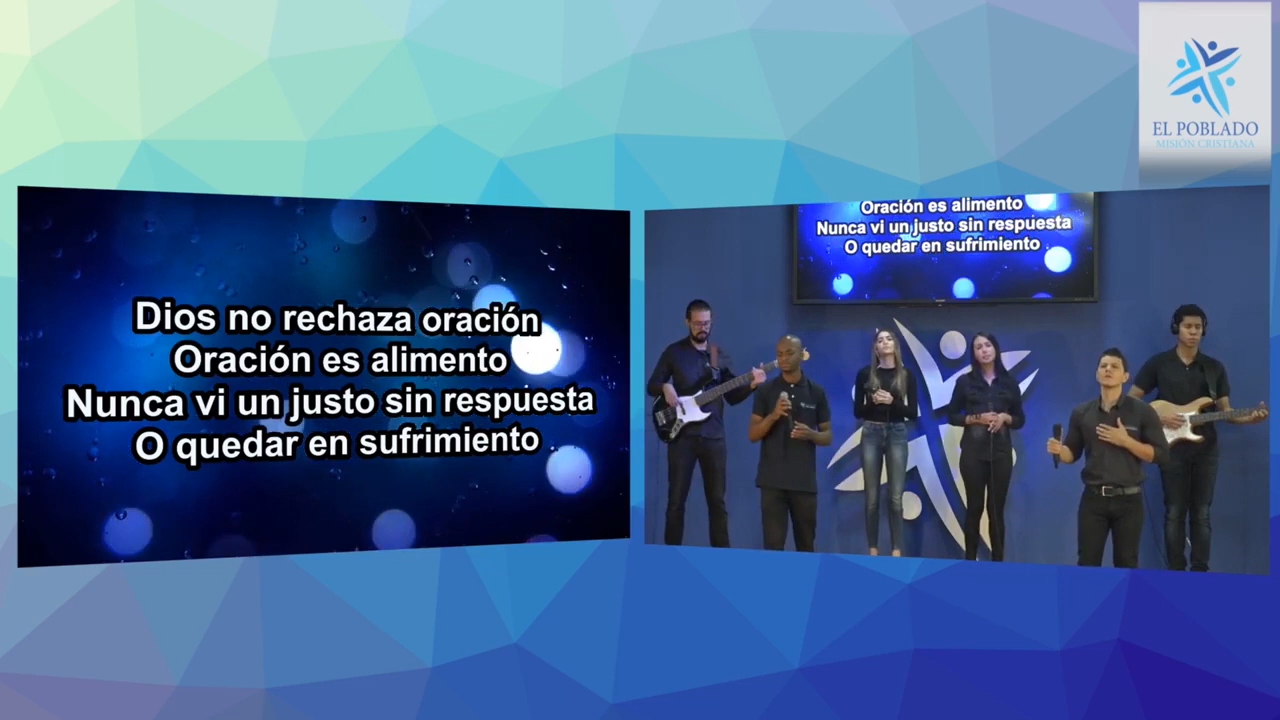 EL POBLADO
MISIÓN CRISTIANA
Dios no rechaza oración
Oración es alimento
Nunca vi un justo sin respuesta
O quedar en sufrimiento
Oración es alimento
Nunca vi un justo sin respuesta
O quedar en sufrimiento